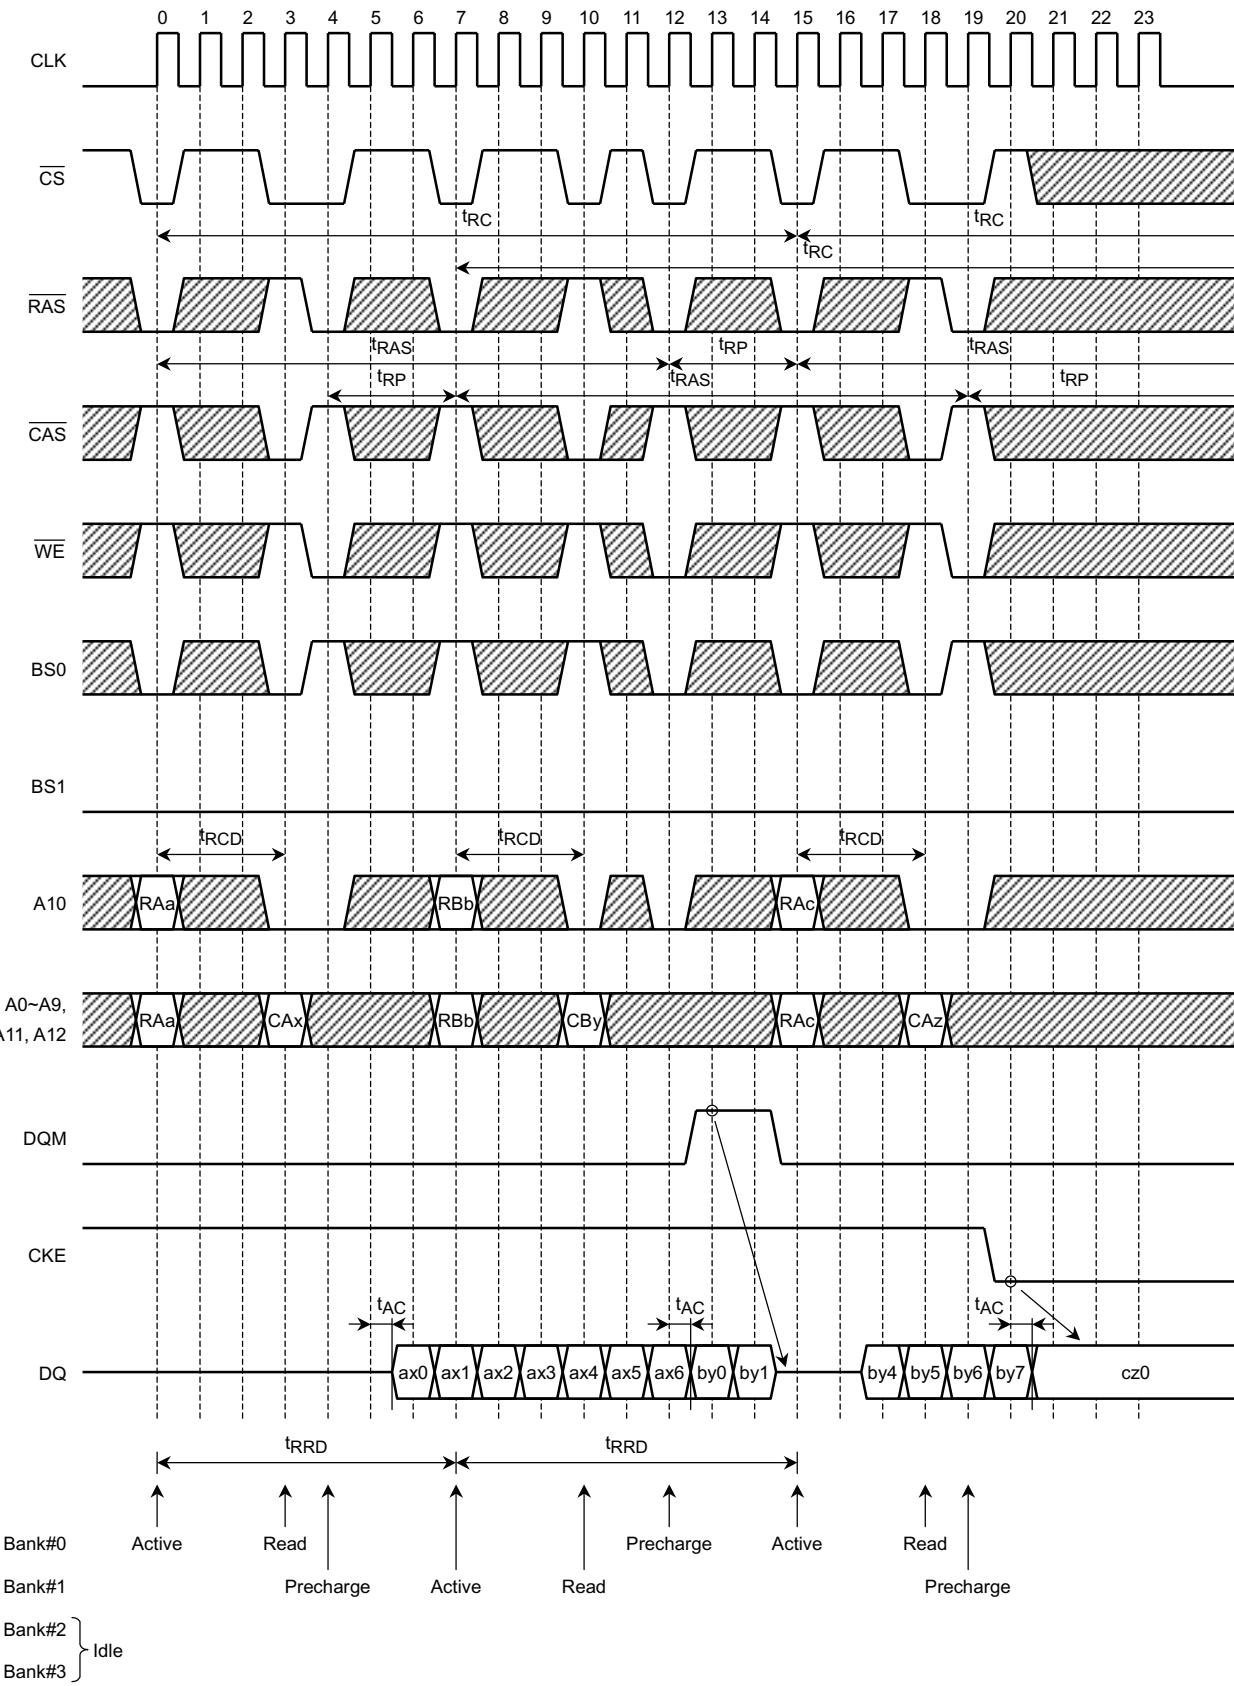 0 1 2 3 4 5 6 7 8 9 10 11 12 13 14 15 16 17 18 19 20 21 22 23
CLK
CS
tRC tRC
tRC
RAS
tRAS tRP tRAS
tRP tRAS tRP
CAS
WE
BS0
BS1
tRCD tRCD tRCD
A10 RAa RBb RAc
A0~A9,
A11, A12 RAa CAx RBb CBy RAc CAz
DQM
CKE
tAC tAC tAC
DQ ax0 ax1 ax2 ax3 ax4 ax5 ax6 by0 by1 by4 by5 by6 by7 cz0
tRRD tRRD
Bank#0 Active Read Precharge Active Read
Bank#1 Precharge Active Read Precharge
Bank#2
Idle
Bank#3